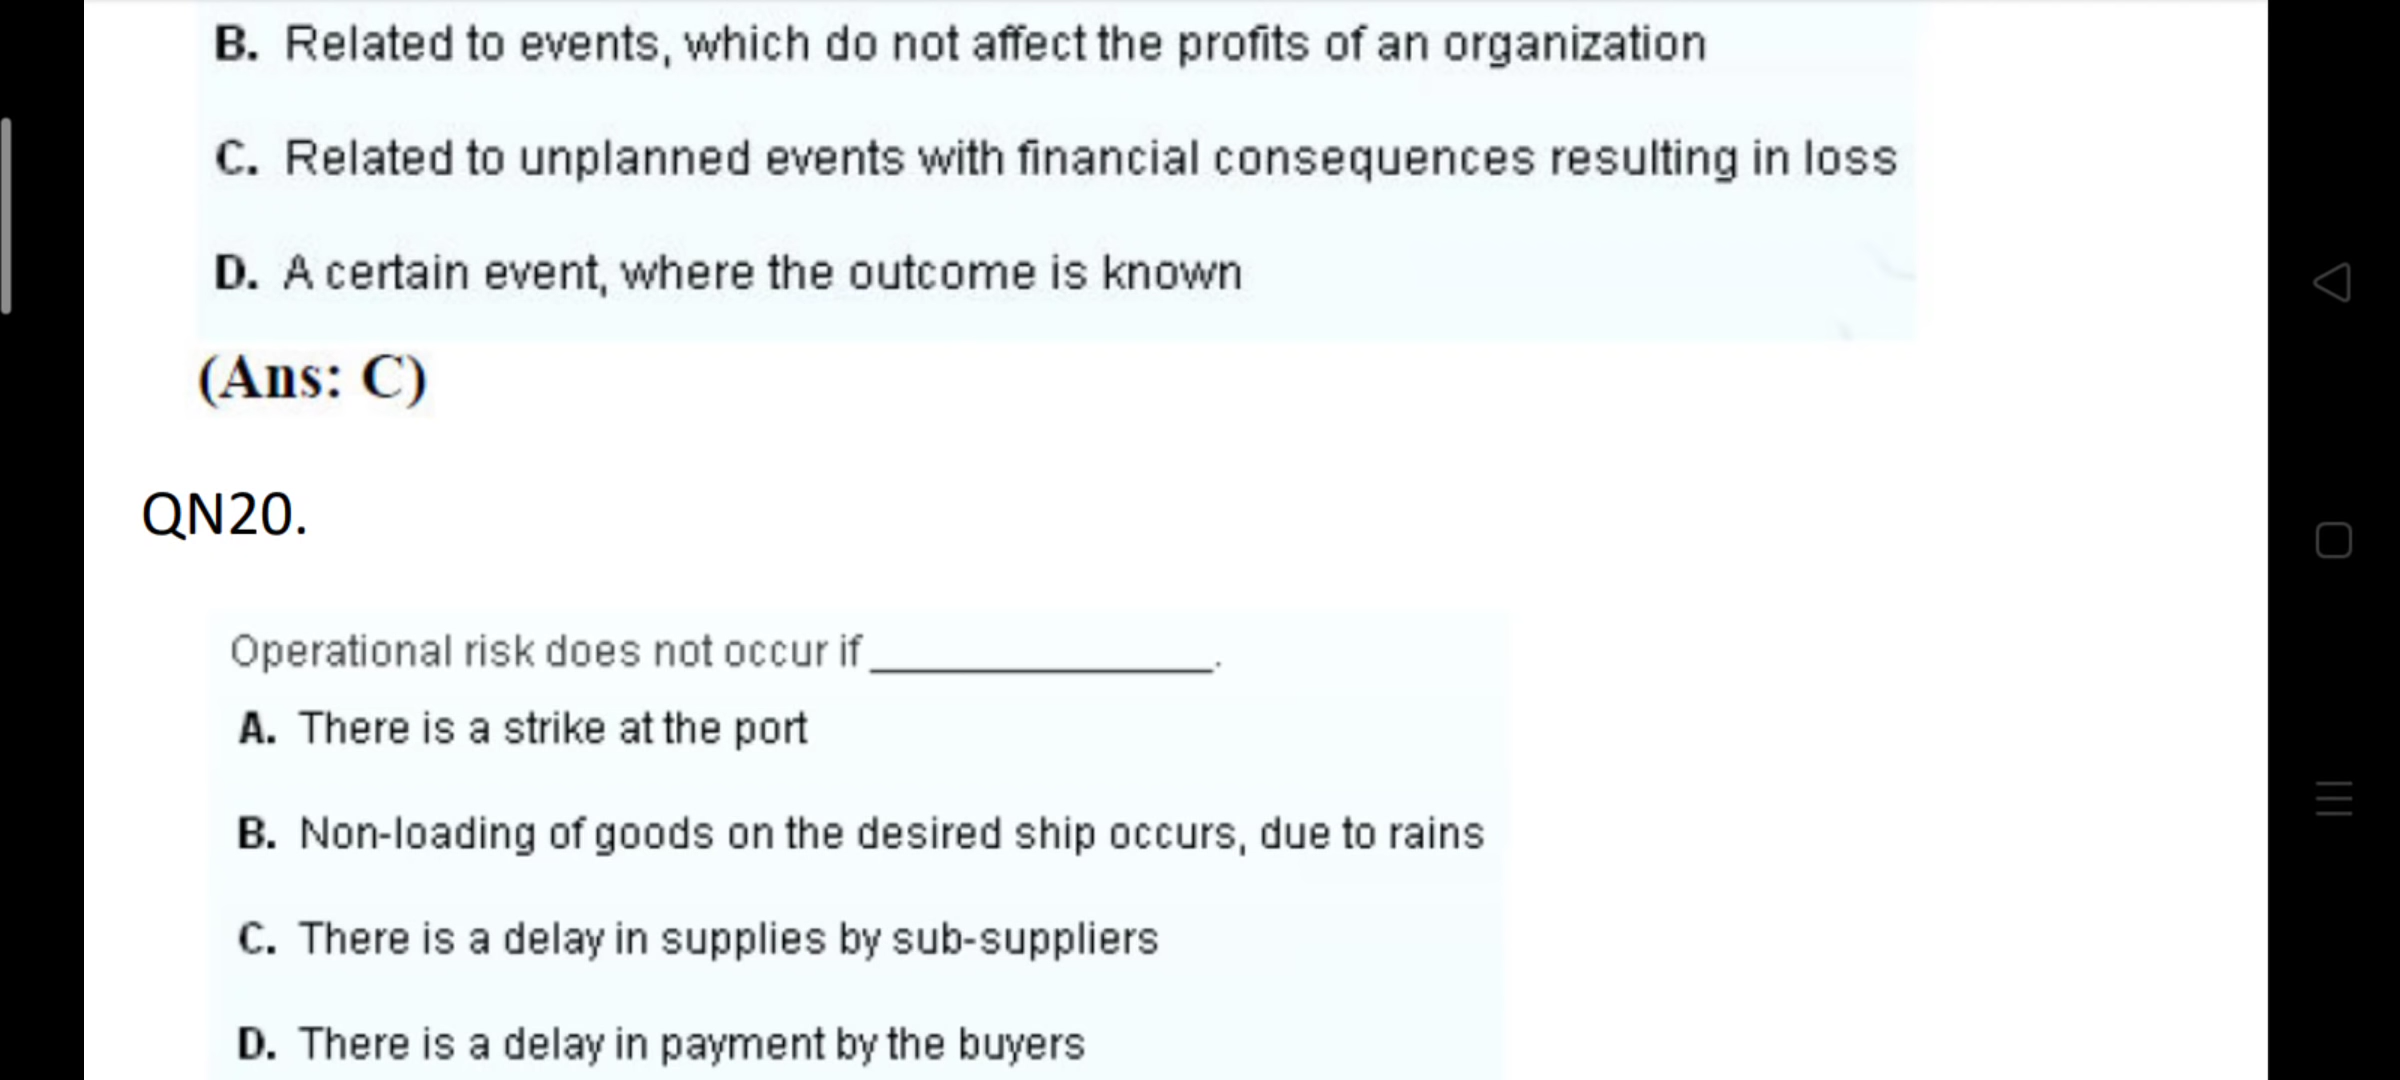 B. Related to events, which do not affect the profits of an organization
C. Related to unplanned events with financial consequences resulting in loss
D. A certain event, where the outcome is known
(Ans: C)
QN20.
Operational risk does not occur if ______________.
A. There is a strike at the port
B. Non-loading of goods on the desired ship occurs, due to rains
C. There is a delay in supplies by sub-suppliers
D. There is a delay in payment by the buyers